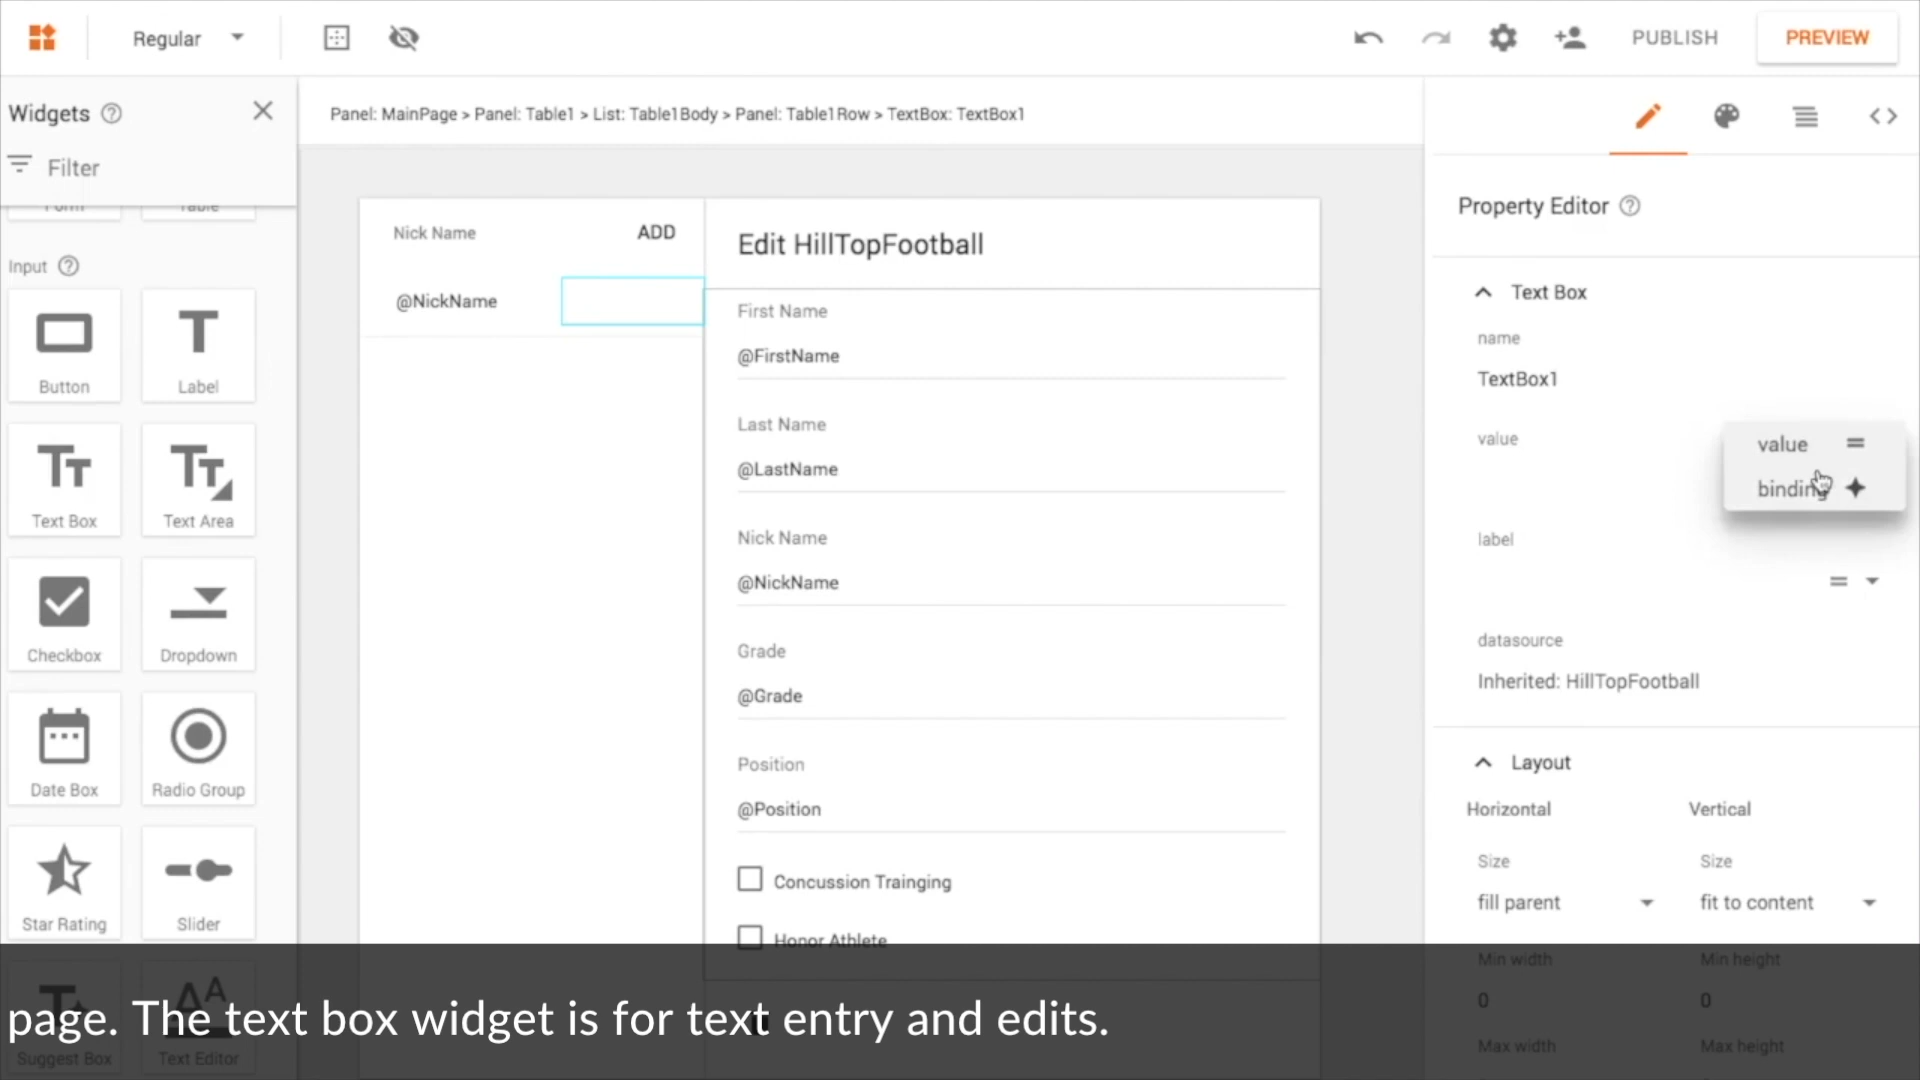 Regular
PUBLISH
PREVIEW
Widgets
Filter
Form
Table
Input
Button
Label
Text Box
Text Area
Checkbox
Dropdown
Date Box
Radio Group
Star Rating
Slider
Suggest Box
Text Editor
Panel: MainPage > Panel: Table1 > List: Table1Body > Panel: Table1Row > TextBox: TextBox1
Nick Name
ADD
@NickName
Edit HillTopFootball
First Name
@FirstName
Last Name
@LastName
Nick Name
@NickName
Grade
@Grade
Position
@Position
Concussion Trainging
Honor Athlete
Property Editor
Text Box
name
TextBox1
value
value
binding
label
datasource
Inherited: HillTopFootball
Layout
Horizontal
Vertical
Size
Size
fill parent
fit to content
Min width
Min height
0
0
Max width
Max height
page. The text box widget is for text entry and edits.